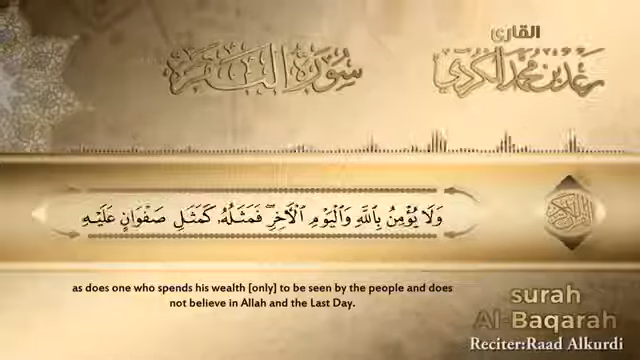 سورة البقرة
القارئ
رعد بن محمد الكردي
وَلَا يُؤْمِنُ بِاللَّهِ وَالْيَوْمِ الْآخِرِ ۖ فَمَثَلُهُ كَمَثَلِ صَفْوَانٍ عَلَيْهِ
as does one who spends his wealth [only] to be seen by the people and does
not believe in Allah and the Last Day.
surah
Al-Baqarah
Reciter:Raad Alkurdi